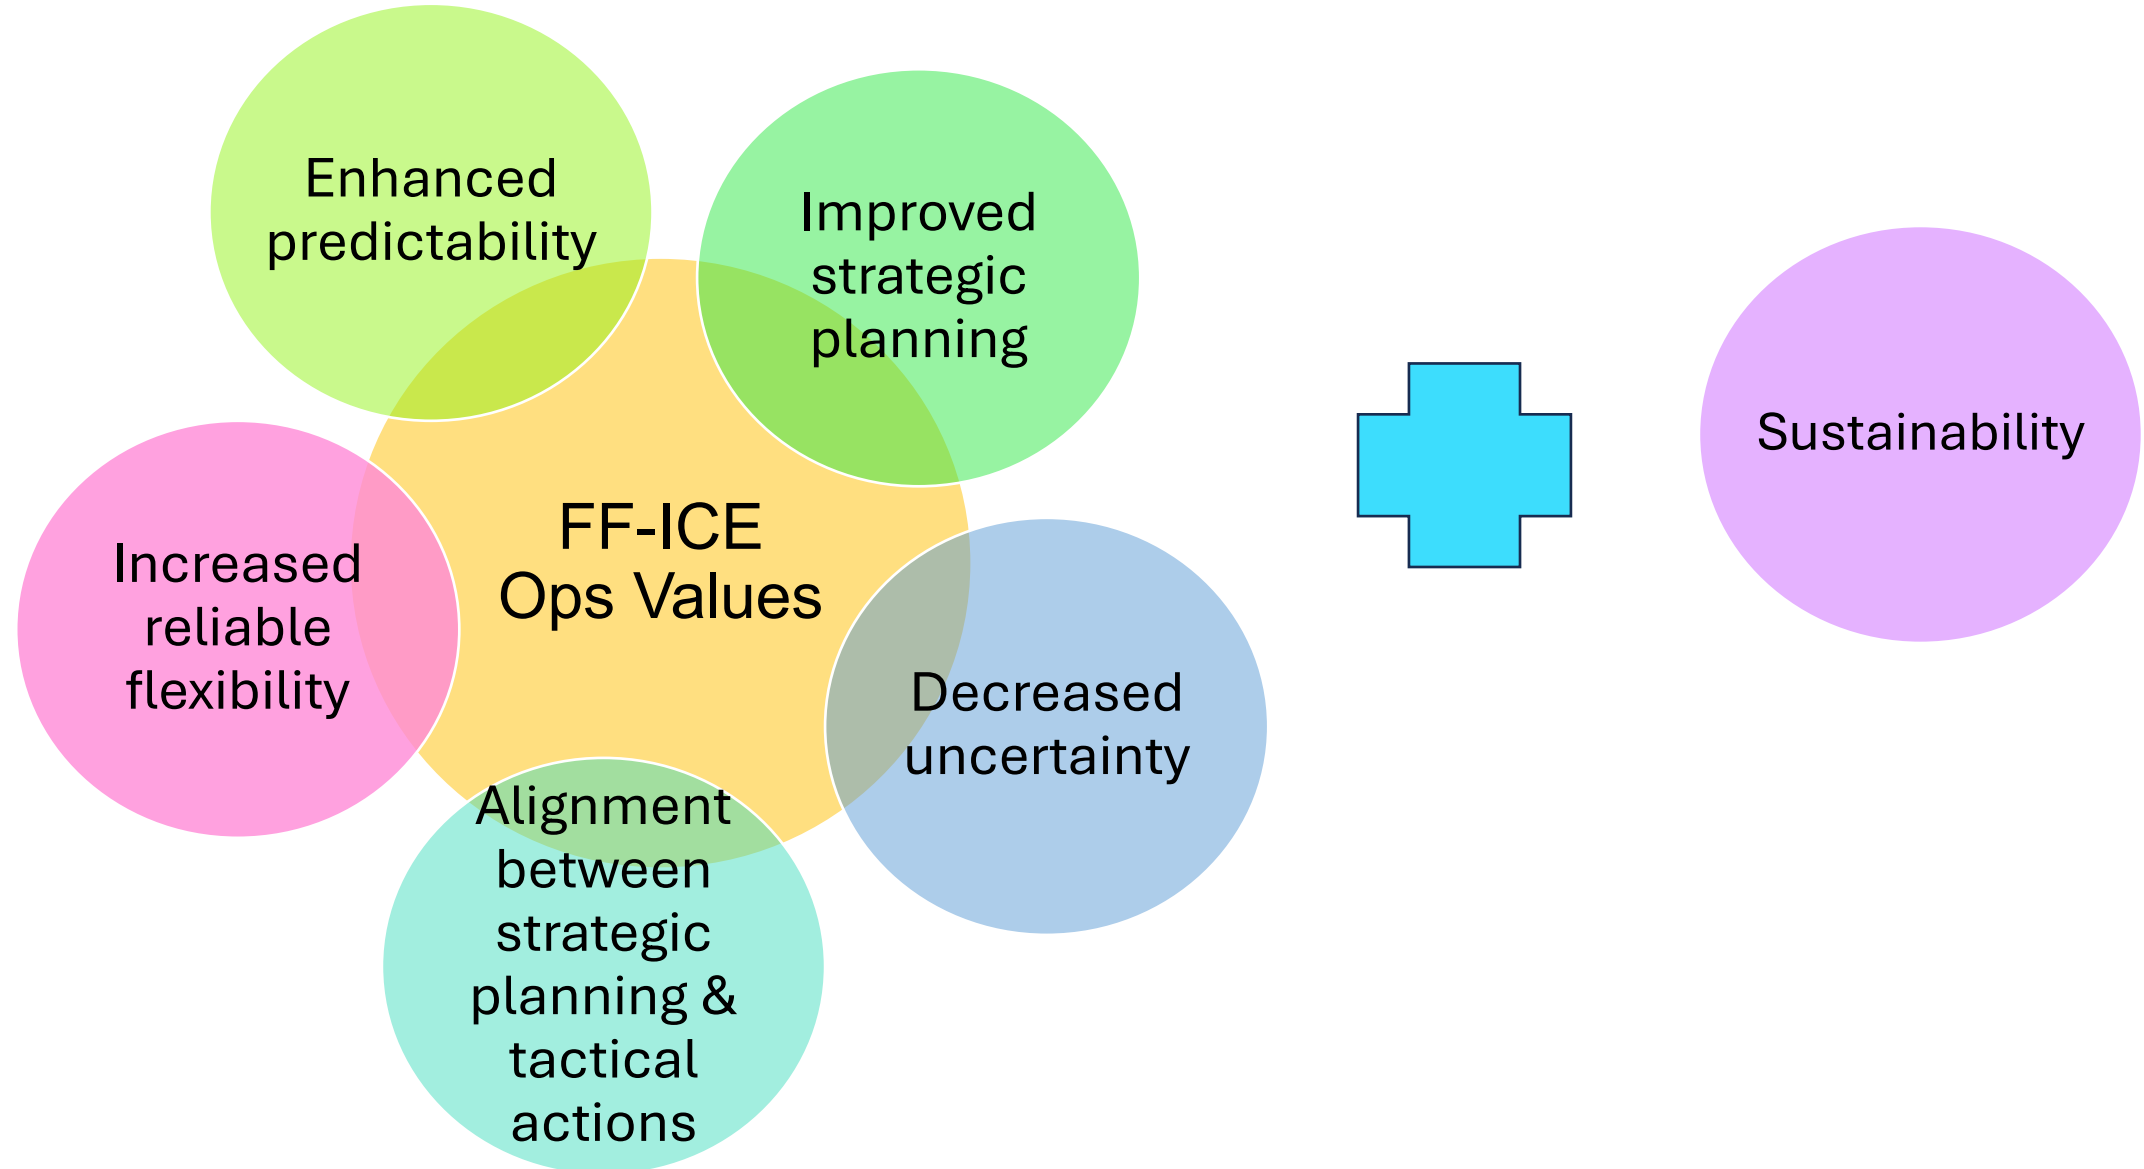 Enhanced
predictability
Improved
strategic
planning
FF-ICE
Ops Values
Increased
reliable
flexibility
Decreased
uncertainty
Alignment
between
strategic
planning &
tactical
actions
Sustainability